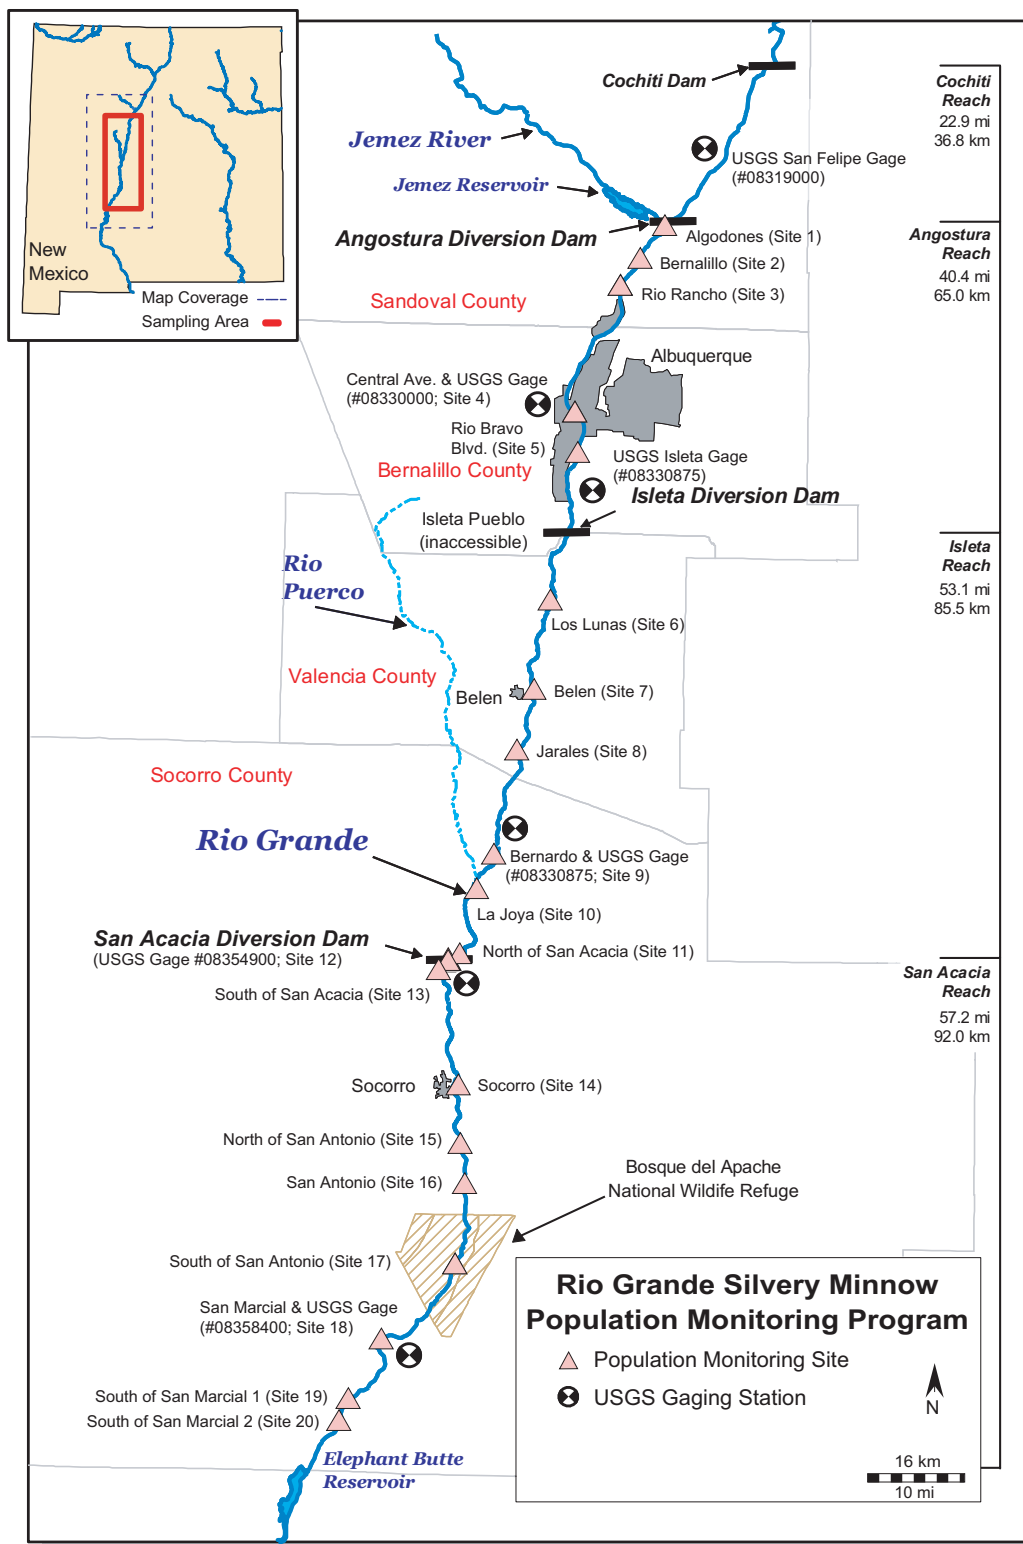 New
Mexico
Map Coverage
Sampling Area
Cochiti Dam
Cochiti
Reach
22.9 mi
36.8 km
Jemez River
USGS San Felipe Gage
(#08319000)
Jemez Reservoir
Angostura Diversion Dam
Algodones (Site 1)
Angostura
Reach
40.4 mi
65.0 km
Bernalillo (Site 2)
Rio Rancho (Site 3)
Sandoval County
Albuquerque
Central Ave. & USGS Gage
(#08330000; Site 4)
Rio Bravo
Blvd. (Site 5)
USGS Isleta Gage
(#08330875)
Bernalillo County
Isleta Diversion Dam
Isleta Pueblo
(inaccessible)
Isleta
Reach
53.1 mi
85.5 km
Rio
Puerco
Los Lunas (Site 6)
Valencia County
Belen
Belen (Site 7)
Jarales (Site 8)
Socorro County
Rio Grande
Bernardo & USGS Gage
(#08330875; Site 9)
La Joya (Site 10)
San Acacia Diversion Dam
(USGS Gage #08354900; Site 12)
North of San Acacia (Site 11)
South of San Acacia (Site 13)
San Acacia
Reach
57.2 mi
92.0 km
Socorro
Socorro (Site 14)
North of San Antonio (Site 15)
San Antonio (Site 16)
Bosque del Apache
National Wildlife Refuge
South of San Antonio (Site 17)
San Marcial & USGS Gage
(#08358400; Site 18)
South of San Marcial 1 (Site 19)
South of San Marcial 2 (Site 20)
Elephant Butte
Reservoir
Rio Grande Silvery Minnow
Population Monitoring Program
Population Monitoring Site
USGS Gaging Station
N
16 km
10 mi